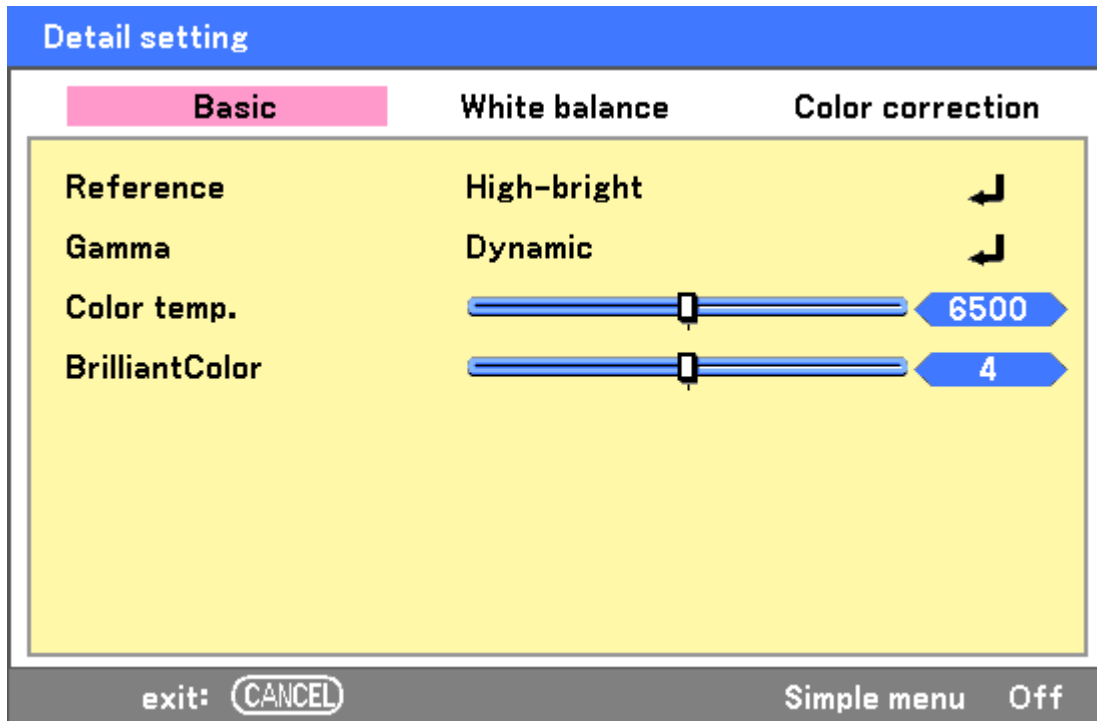 Detail setting
Basic White balance Color correction
Reference High-bright
Gamma Dynamic
Color temp. 6500
BrilliantColor 4
exit: CANCEL Simple menu Off